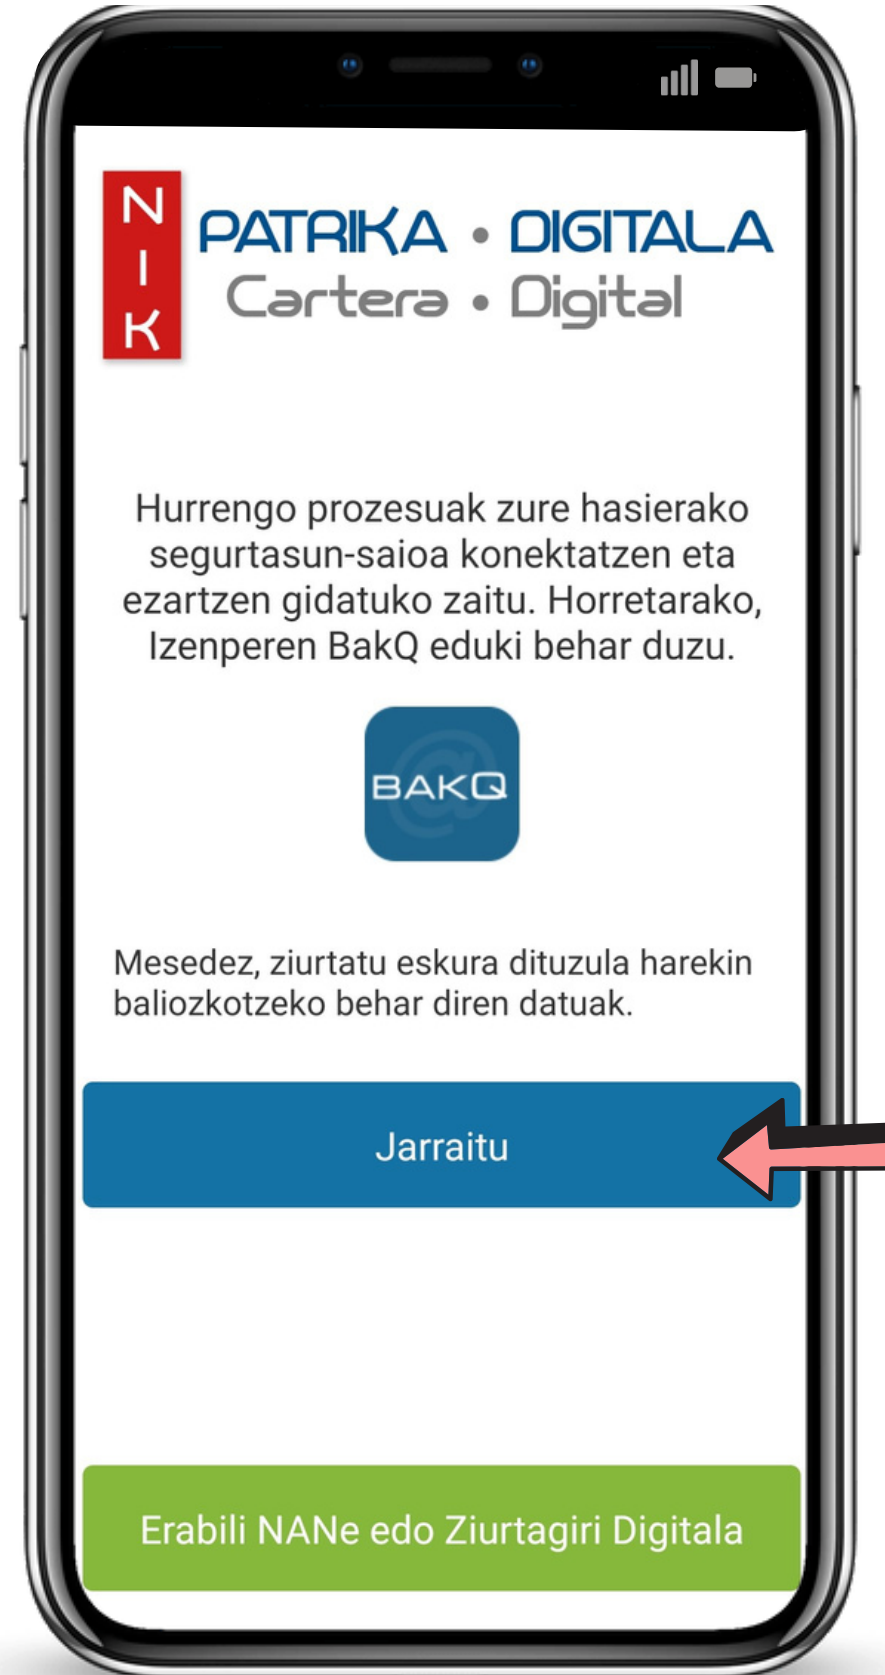 NIK
PATRIKA • DIGITALA
Cartera • Digital
Hurrengo prozesuak zure hasierako
segurtasun-saioa konektatzen eta
ezartzen gidatuko zaitu. Horretarako,
Izenperen BakQ eduki behar duzu.
BAKQ
Mesedez, ziurtatu eskura dituzula harekin
baliozkotzeko behar diren datuak.
Jarraitu
Erabili NANe edo Ziurtagiri Digitala